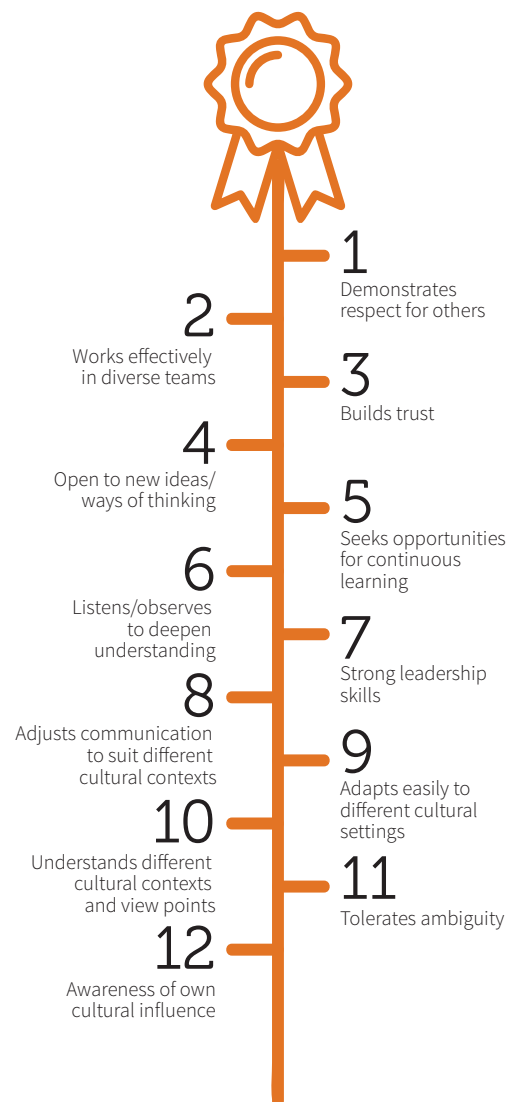 1
Demonstrates
respect for others
2
Works effectively
in diverse teams
3
Builds trust
4
Open to new ideas/
ways of thinking
5
Seeks opportunities
for continuous
learning
6
Listens/observes
to deepen
understanding
7
Strong leadership
skills
8
Adjusts communication
to suit different
cultural contexts
9
Adapts easily to
different cultural
settings
10
Understands different
cultural contexts
and view points
11
Tolerates ambiguity
12
Awareness of own
cultural influence